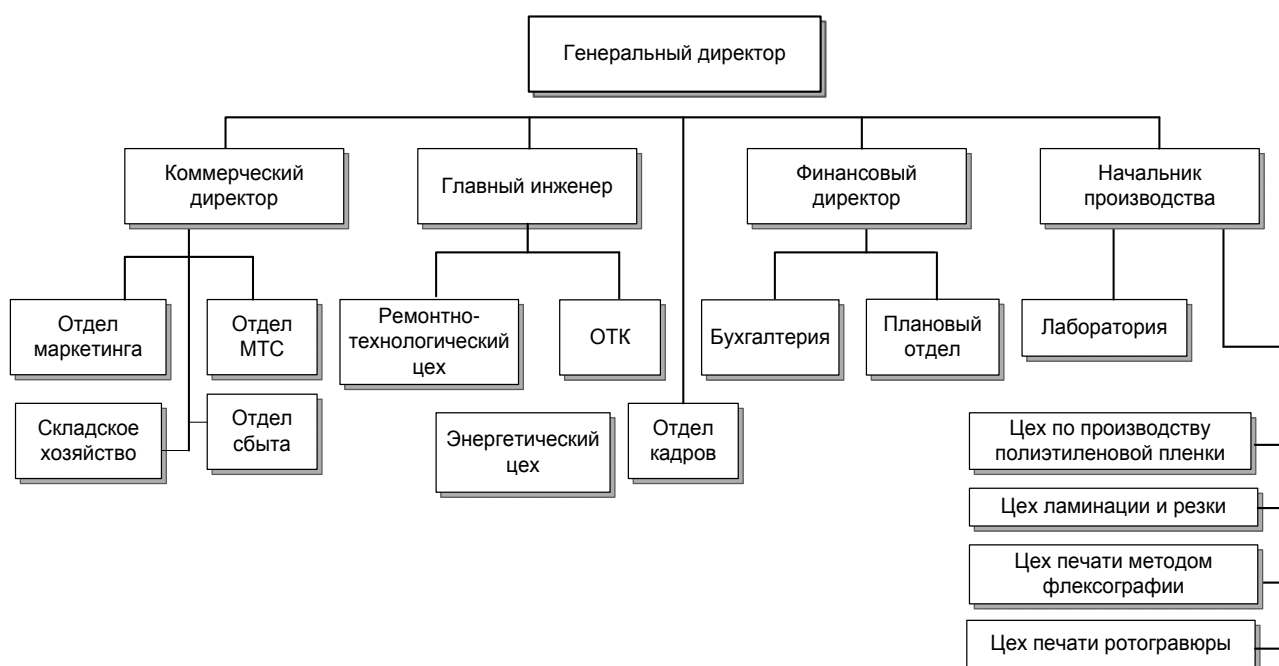 Генеральный директор
Коммерческий
директор
Главный инженер
Финансовый
директор
Начальник
производства
Отдел
маркетинга
Отдел
МТС
Ремонтно-
технологический
цех
ОТК
Бухгалтерия
Плановый
отдел
Лаборатория
Складское
хозяйство
Отдел
сбыта
Энергетический
цех
Отдел
кадров
Цех по производству
полиэтиленовой пленки
Цех ламинации и резки
Цех печати методом
флексографии
Цех печати ротогравюры